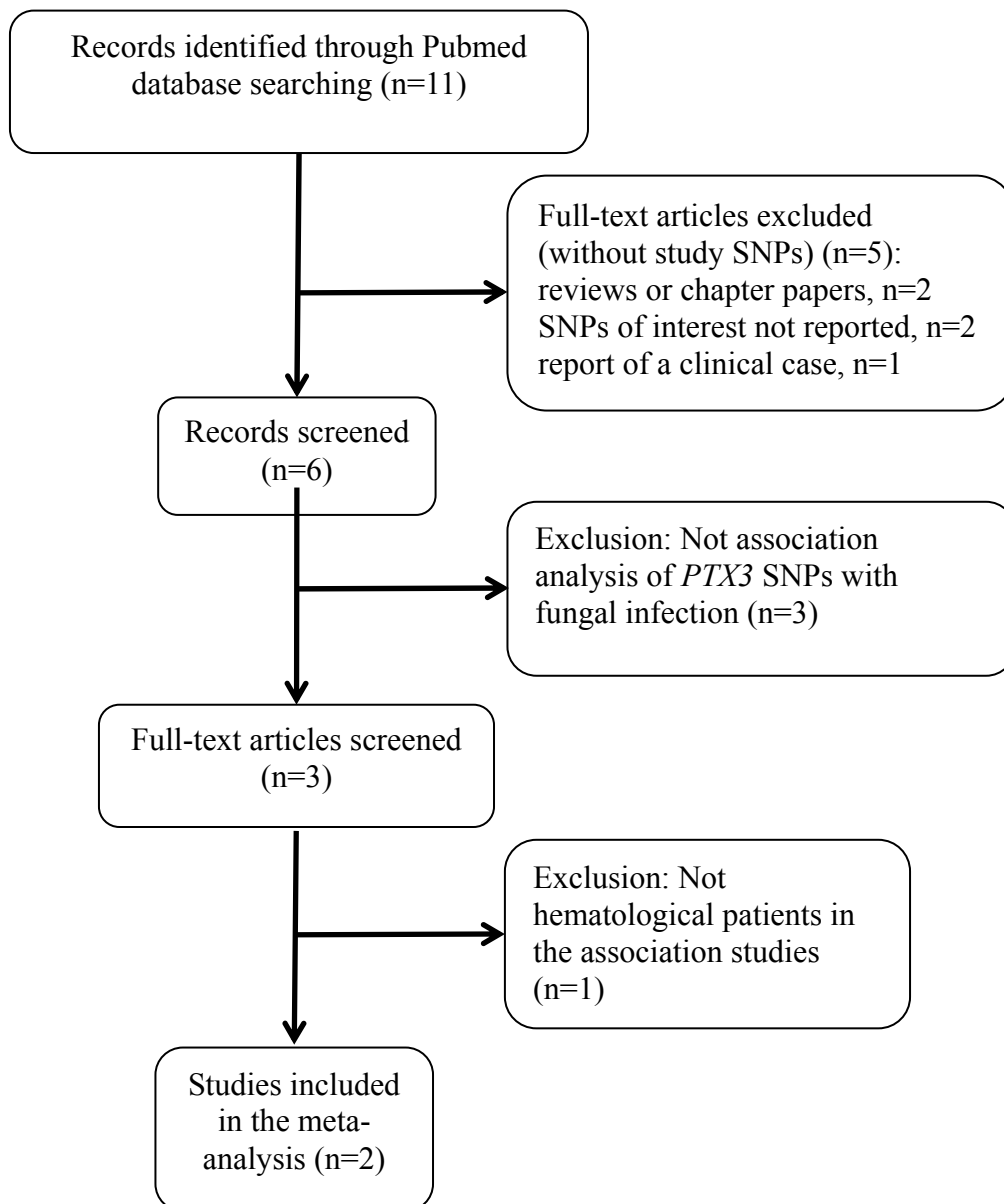 Records identified through Pubmed
database searching (n=11)
Full-text articles excluded
(without study SNPs) (n=5):
reviews or chapter papers, n=2
SNPs of interest not reported, n=2
report of a clinical case, n=1
Records screened
(n=6)
Exclusion: Not association
analysis of PTX3 SNPs with
fungal infection (n=3)
Full-text articles screened
(n=3)
Exclusion: Not
hematological patients in
the association studies
(n=1)
Studies included
in the meta-
analysis (n=2)